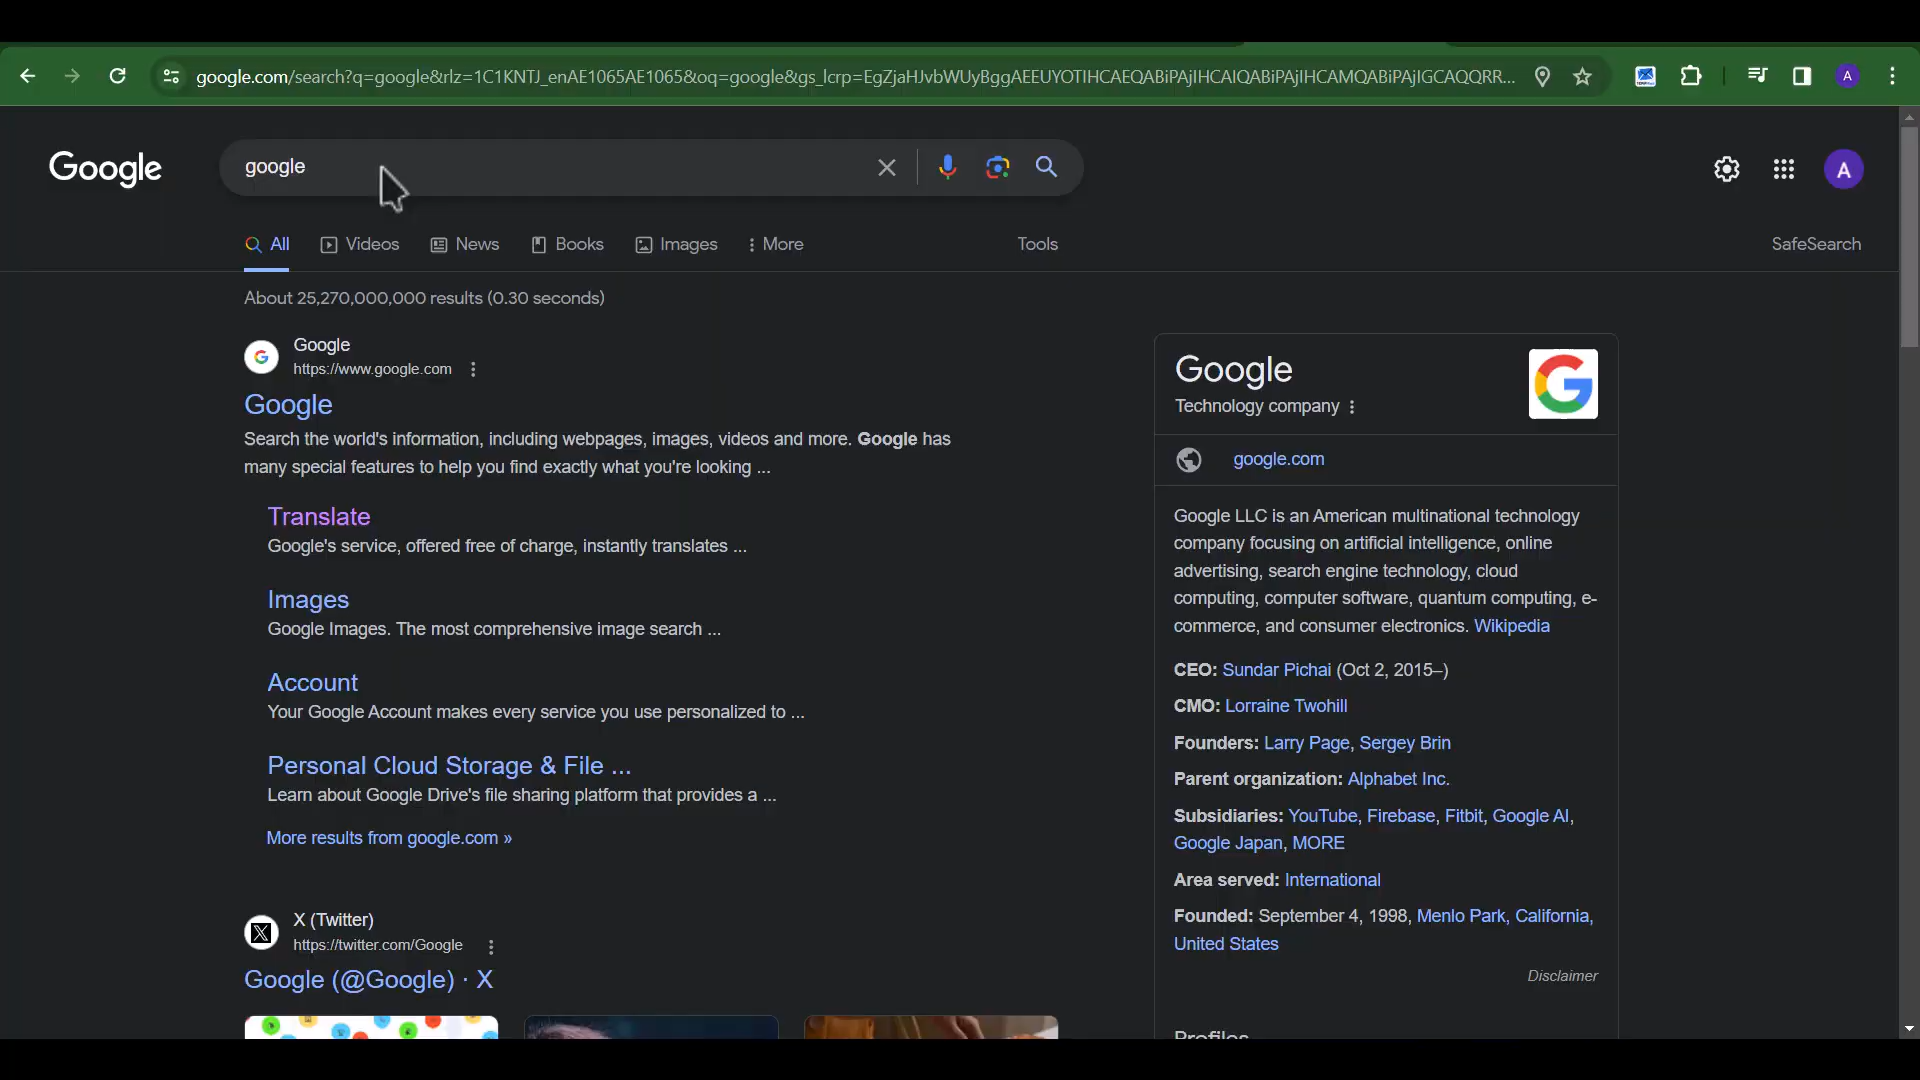 google.com/search?q=google&rlz=1C1KNTJ_enAE1065AE1065&oq=google&gs_lcrp=EgZjaHJvbWUyBggAEEUYOTIHCAEQABiPAjIHCAIQABiPAjIHCAMQABiPAjIGCAQQRR...
A
Google
google
A
All
Videos
News
Books
Images
More
Tools
SafeSearch
About 25,270,000,000 results (0.30 seconds)
Google
https://www.google.com
Google
Search the world's information, including webpages, images, videos and more. Google has
many special features to help you find exactly what you're looking ...
Translate
Google's service, offered free of charge, instantly translates ...
Images
Google Images. The most comprehensive image search ...
Account
Your Google Account makes every service you use personalized to ...
Personal Cloud Storage & File ...
Learn about Google Drive's file sharing platform that provides a ...
More results from google.com »
X (Twitter)
https://twitter.com/Google
Google (@Google) · X
Google
Technology company
google.com
Google LLC is an American multinational technology
company focusing on artificial intelligence, online
advertising, search engine technology, cloud
computing, computer software, quantum computing, e-
commerce, and consumer electronics. Wikipedia
CEO: Sundar Pichai (Oct 2, 2015–)
CMO: Lorraine Twohill
Founders: Larry Page, Sergey Brin
Parent organization: Alphabet Inc.
Subsidiaries: YouTube, Firebase, Fitbit, Google AI,
Google Japan, MORE
Area served: International
Founded: September 4, 1998, Menlo Park, California,
United States
Disclaimer
Profiles